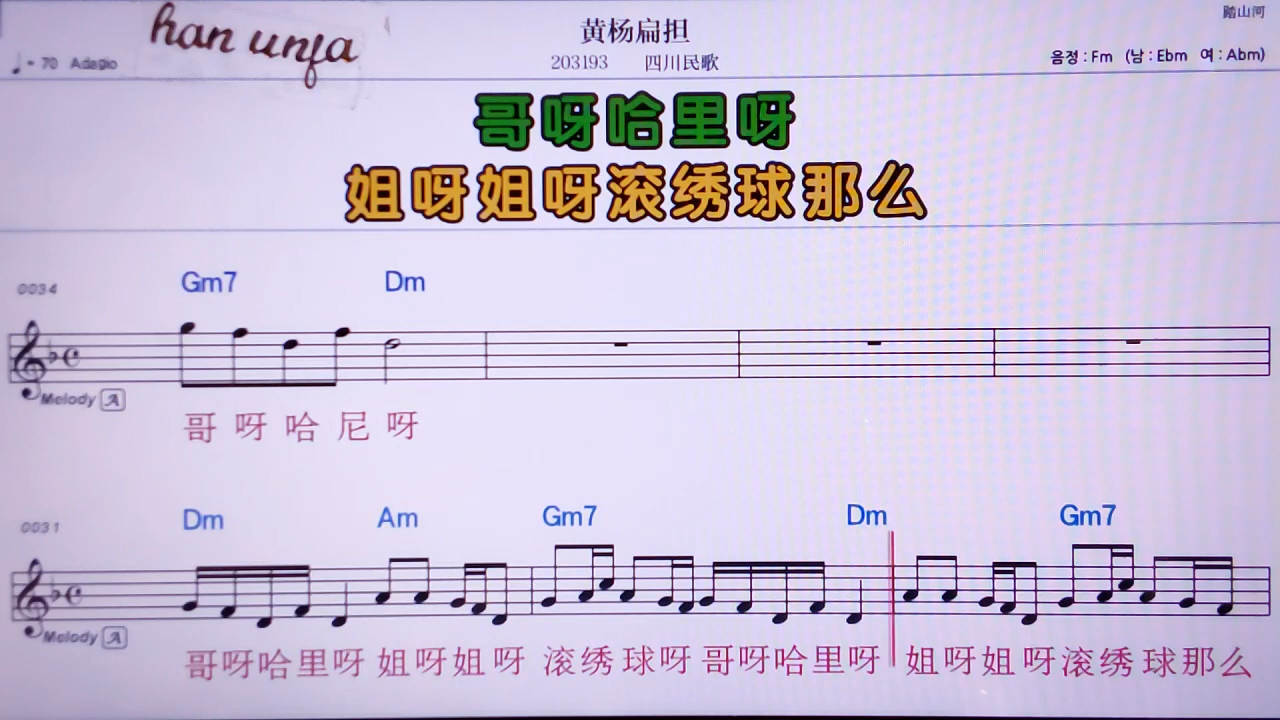 han unfa
黄杨扁担
踏山河
♩= 70 Adagio
203193 四川民歌
음정 : Fm (남 : Ebm 여 : Abm)
哥呀哈里呀
姐呀姐呀滚绣球那么
0034
Gm7 Dm
Melody A
哥呀哈尼呀
0031
Dm Am Gm7 Dm Gm7
Melody A
哥呀哈里呀 姐呀姐呀 滚绣球呀 哥呀哈里呀 姐呀姐呀滚绣球那么